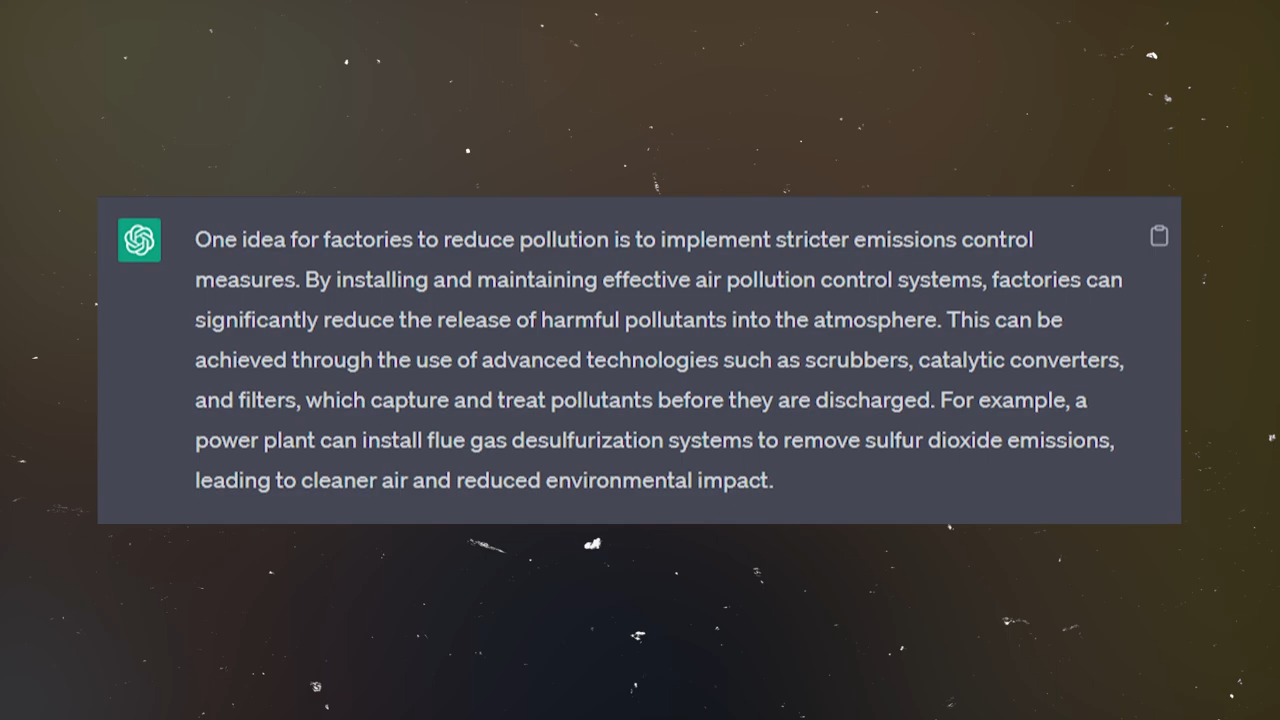 One idea for factories to reduce pollution is to implement stricter emissions control
measures. By installing and maintaining effective air pollution control systems, factories can
significantly reduce the release of harmful pollutants into the atmosphere. This can be
achieved through the use of advanced technologies such as scrubbers, catalytic converters,
and filters, which capture and treat pollutants before they are discharged. For example, a
power plant can install flue gas desulfurization systems to remove sulfur dioxide emissions,
leading to cleaner air and reduced environmental impact.